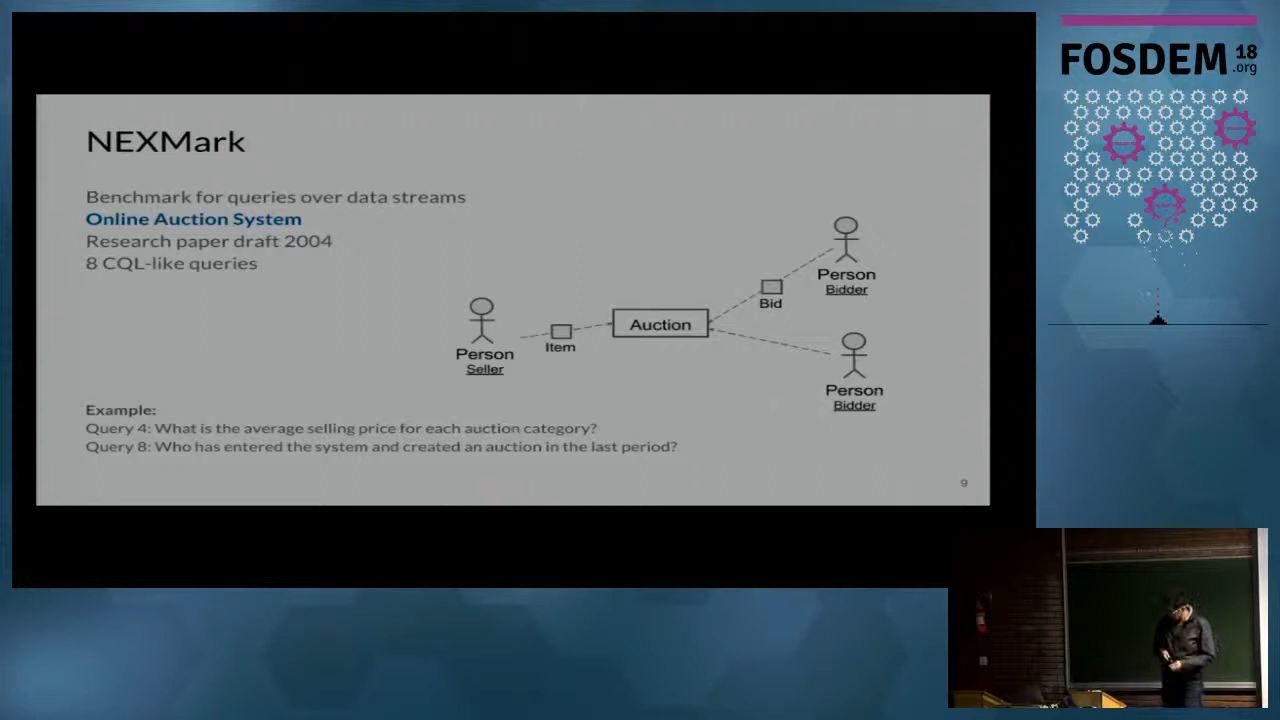 NEXMark
Benchmark for queries over data streams
Online Auction System
Research paper draft 2004
8 CQL-like queries
Person
Bidder
Bid
Auction
Person
Seller
Item
Person
Bidder
Example:
Query 4: What is the average selling price for each auction category?
Query 8: Who has entered the system and created an auction in the last period?
9
FOSDEM 18
.org